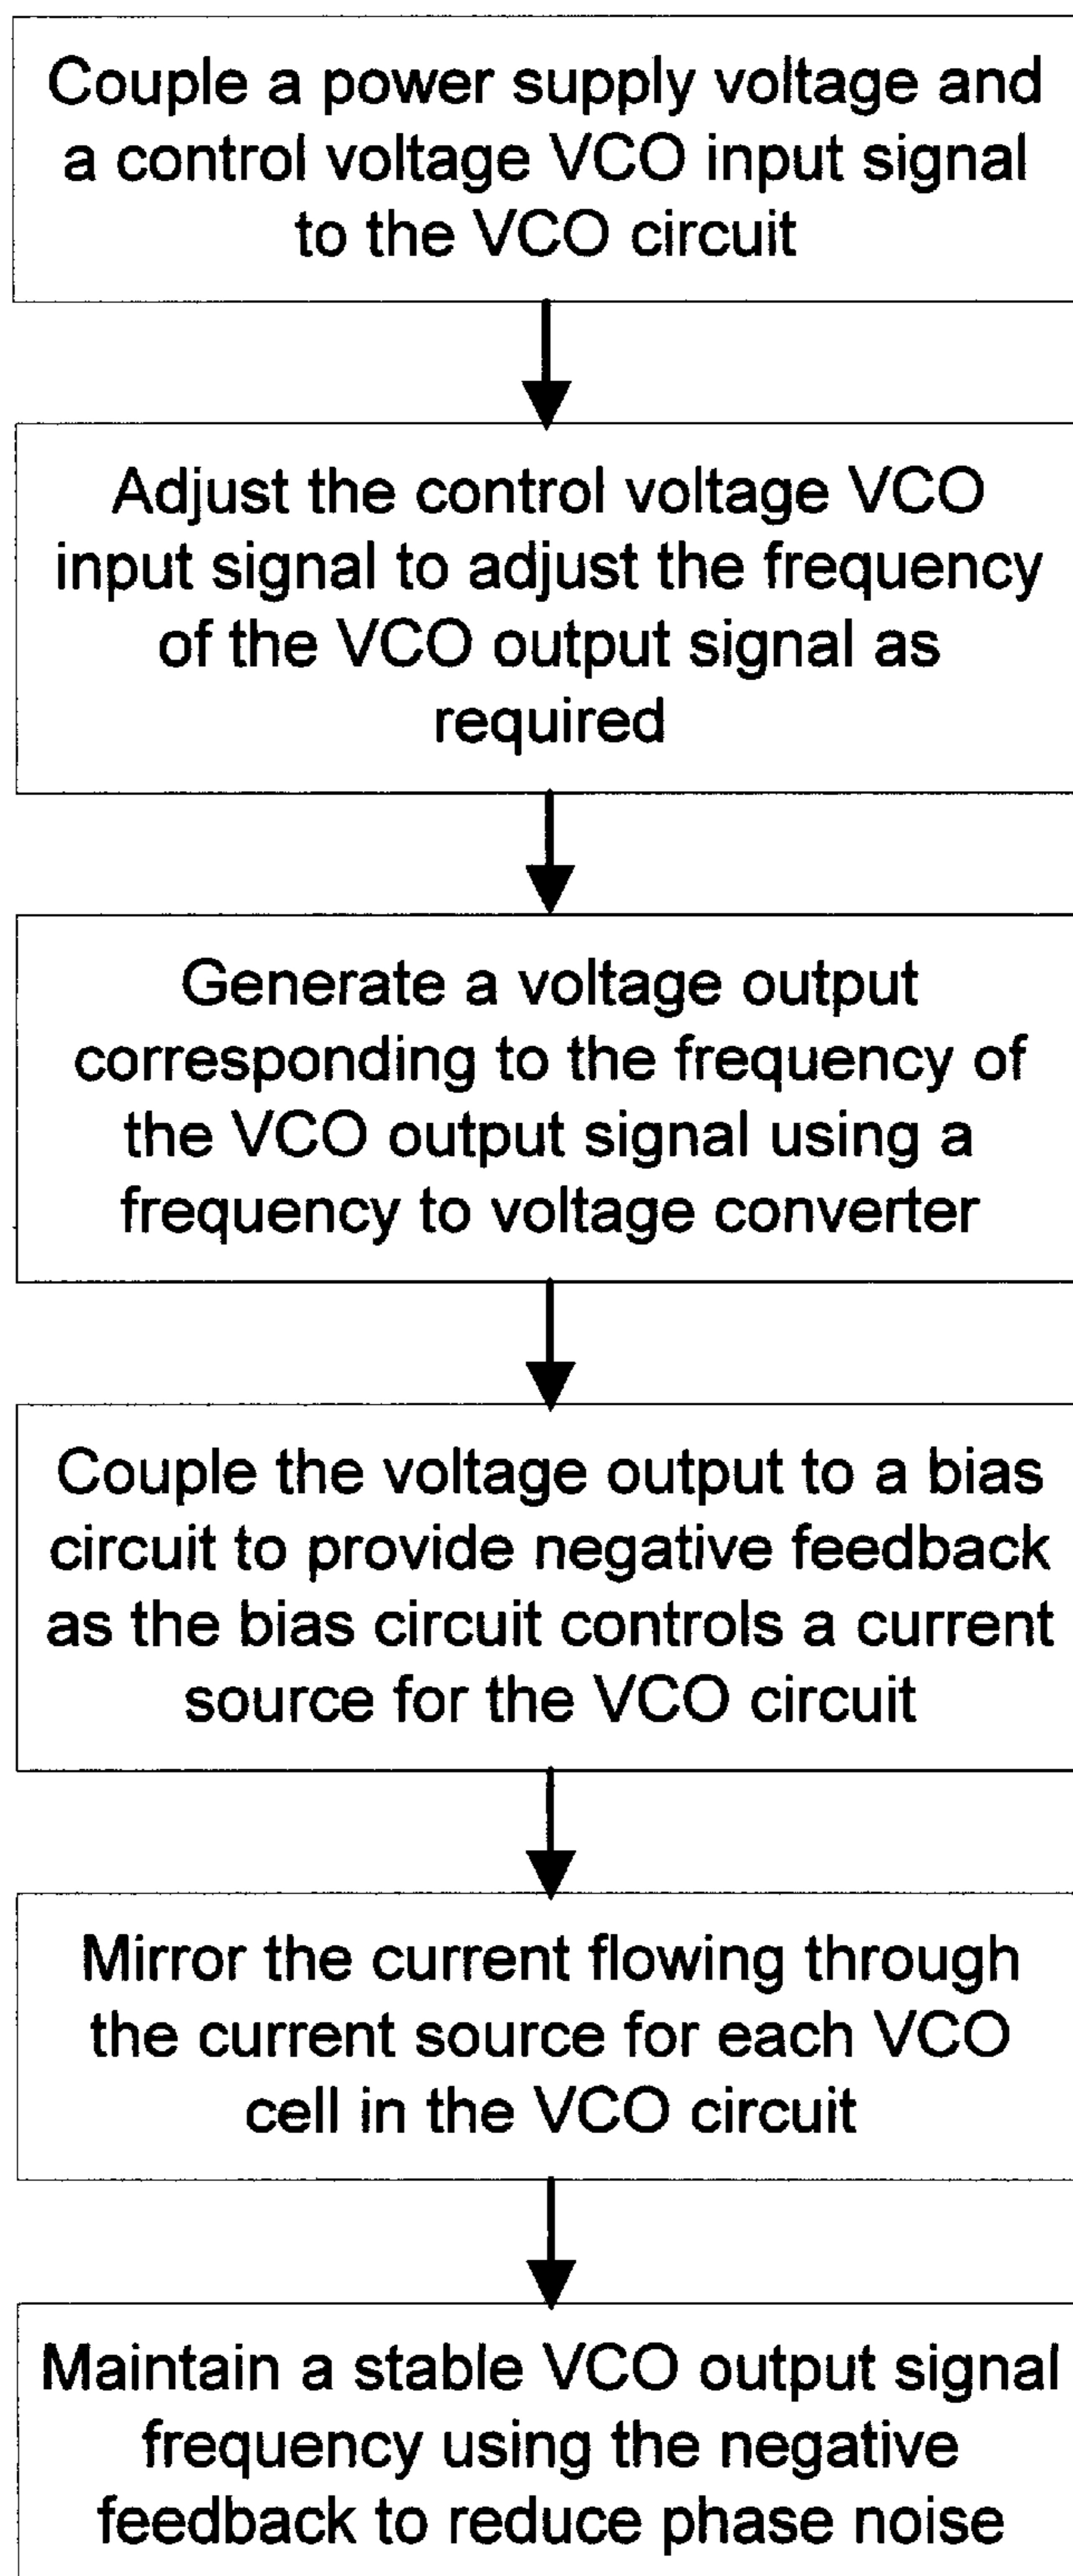 Couple a power supply voltage and
a control voltage VCO input signal
to the VCO circuit
Adjust the control voltage VCO
input signal to adjust the frequency
of the VCO output signal as
required
Generate a voltage output
corresponding to the frequency of
the VCO output signal using a
frequency to voltage converter
Couple the voltage output to a bias
circuit to provide negative feedback
as the bias circuit controls a current
source for the VCO circuit
Mirror the current flowing through
the current source for each VCO
cell in the VCO circuit
Maintain a stable VCO output signal
frequency using the negative
feedback to reduce phase noise